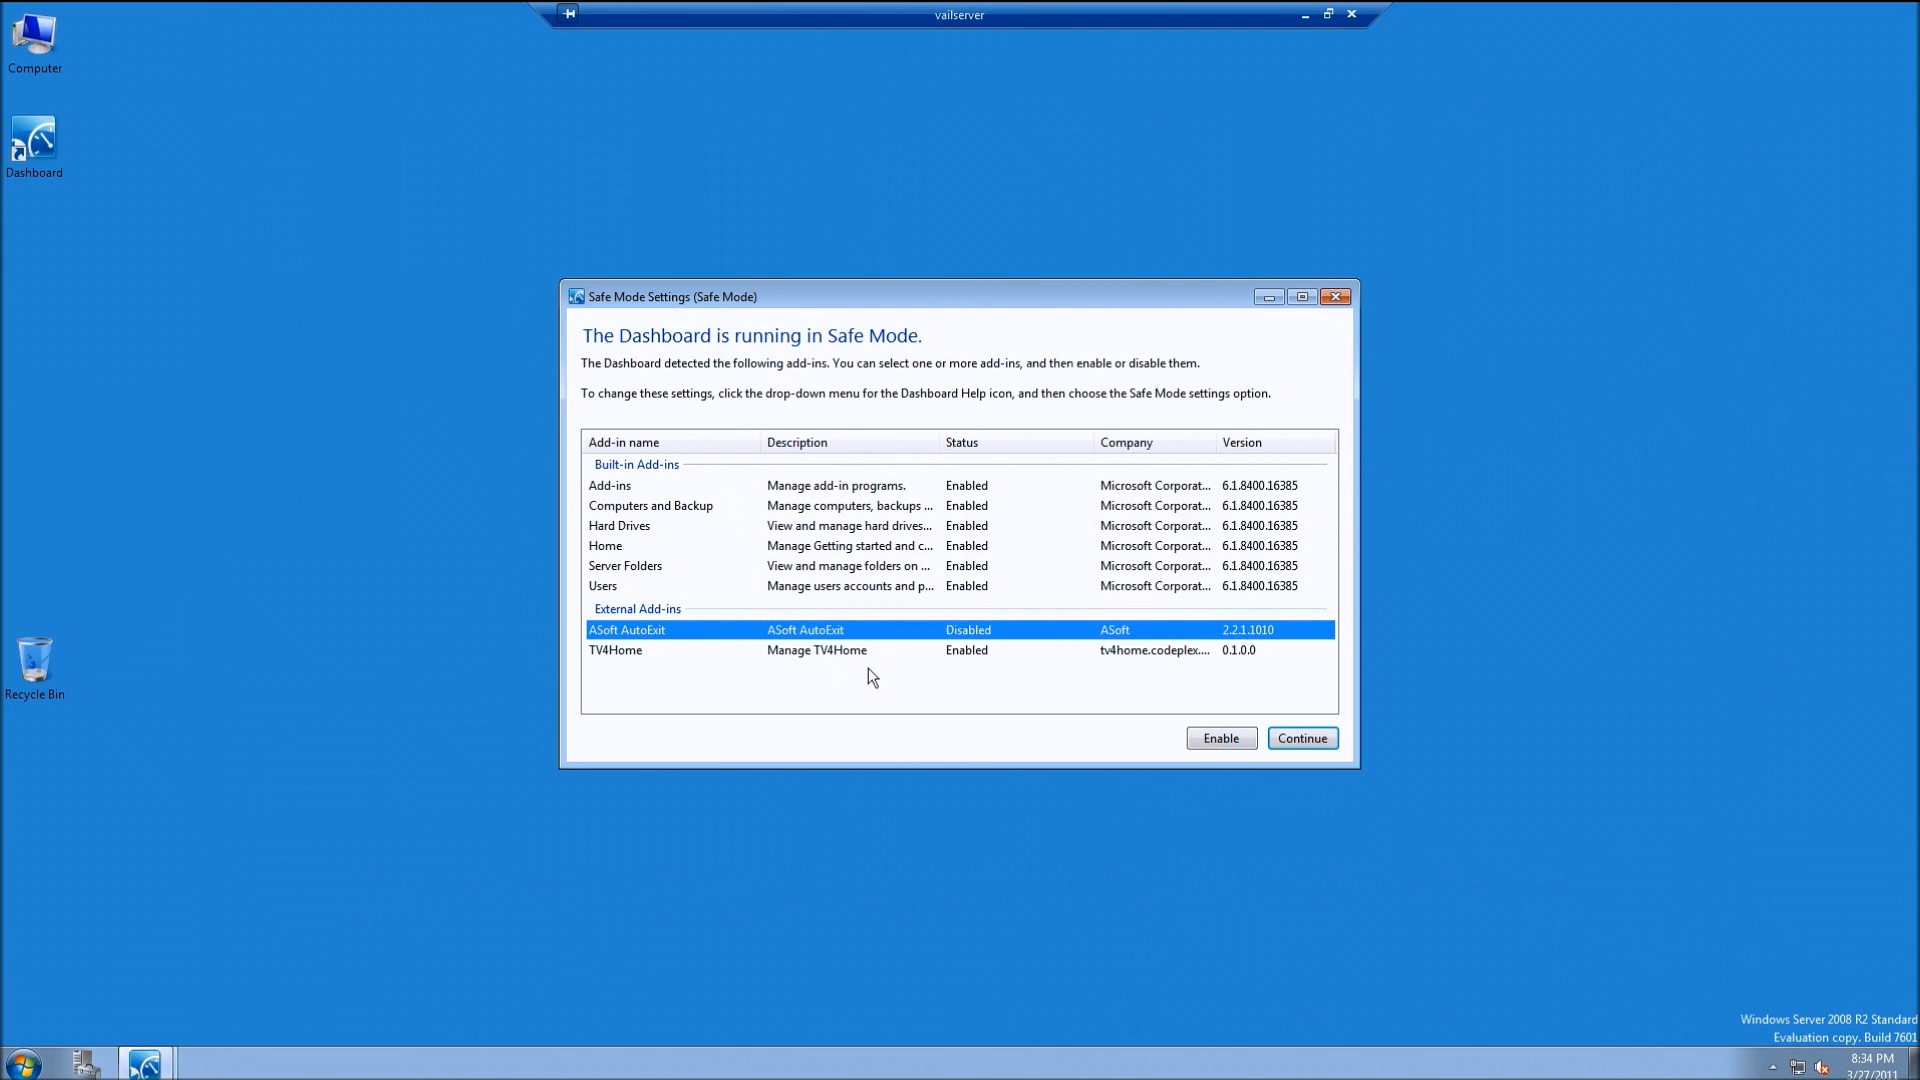 vailserver
Computer
Dashboard
Recycle Bin
Safe Mode Settings (Safe Mode)
The Dashboard is running in Safe Mode.
The Dashboard detected the following add-ins. You can select one or more add-ins, and then enable or disable them.
To change these settings, click the drop-down menu for the Dashboard Help icon, and then choose the Safe Mode settings option.
Add-in name Description Status Company Version
Built-in Add-ins
Add-ins Manage add-in programs. Enabled Microsoft Corporat... 6.1.8400.16385
Computers and Backup Manage computers, backups ... Enabled Microsoft Corporat... 6.1.8400.16385
Hard Drives View and manage hard drives... Enabled Microsoft Corporat... 6.1.8400.16385
Home Manage Getting started and c... Enabled Microsoft Corporat... 6.1.8400.16385
Server Folders View and manage folders on ... Enabled Microsoft Corporat... 6.1.8400.16385
Users Manage users accounts and p... Enabled Microsoft Corporat... 6.1.8400.16385
External Add-ins
ASoft AutoExit ASoft AutoExit Disabled ASoft 2.2.1.1010
TV4Home Manage TV4Home Enabled tv4home.codeplex.... 0.1.0.0
Enable Continue
Windows Server 2008 R2 Standard
Evaluation copy. Build 7601
8:34 PM
3/27/2011